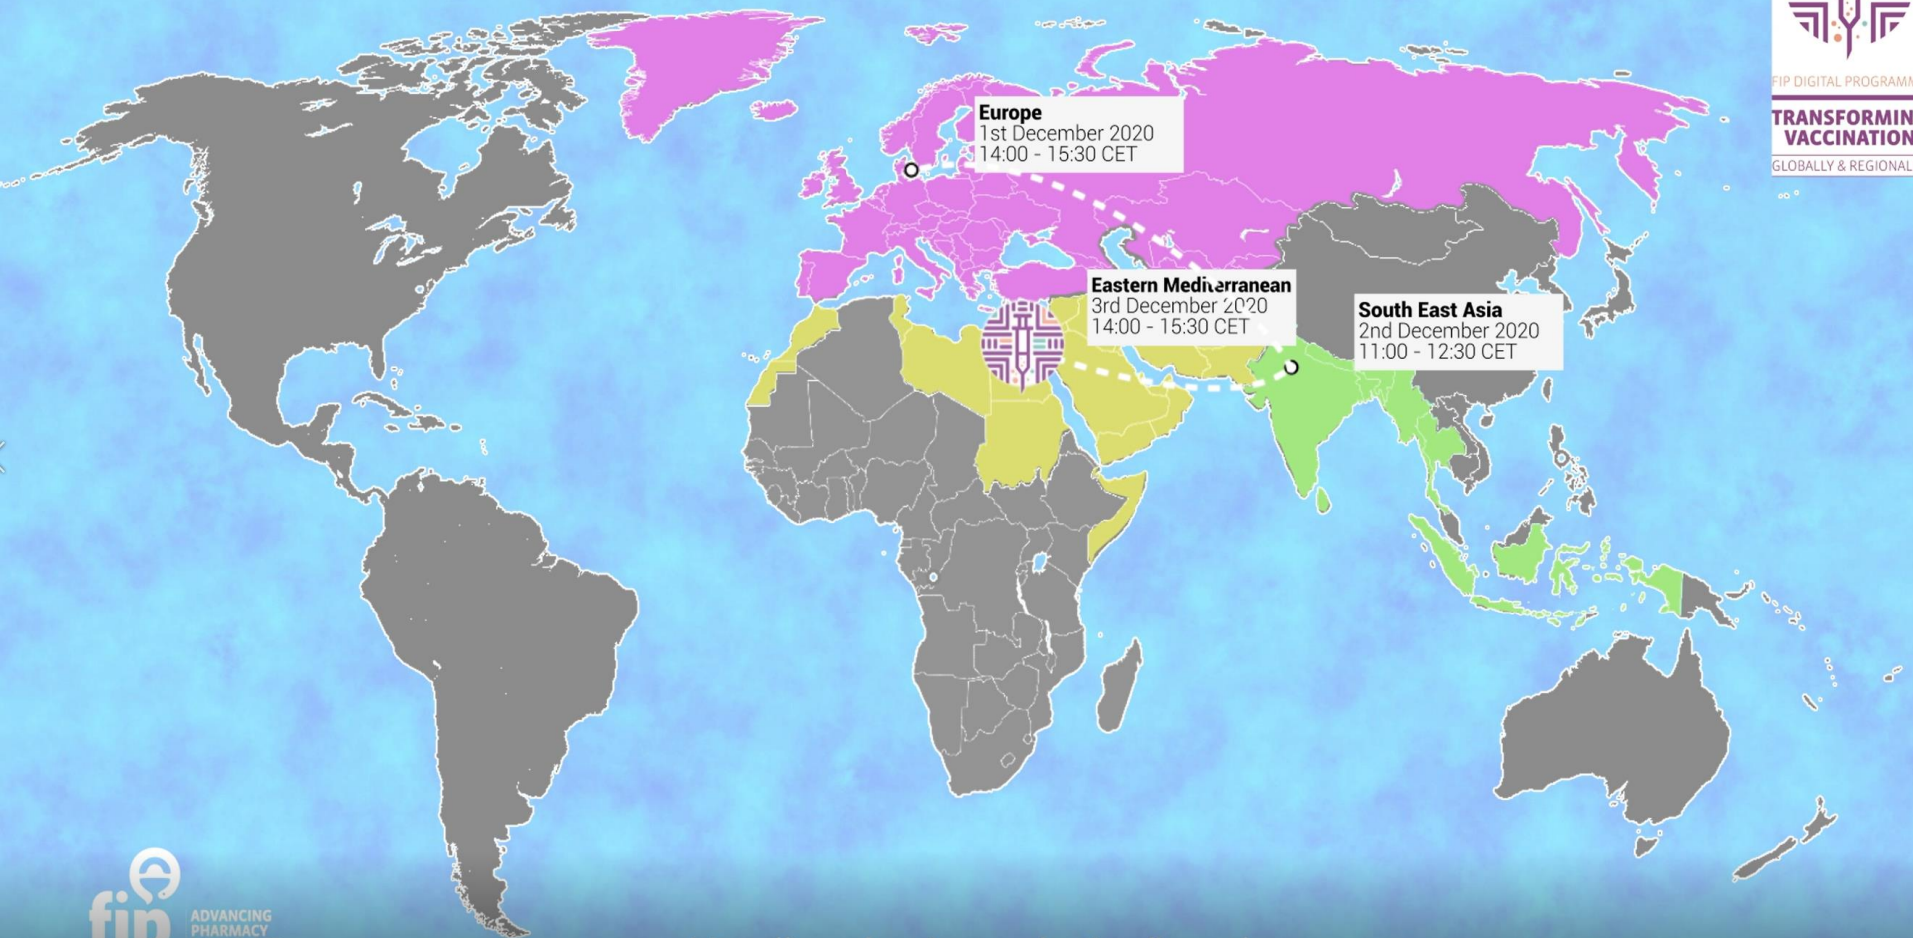 FIP DIGITAL PROGRAMM
TRANSFORMIN
VACCINATION
GLOBALLY & REGIONAL
Europe
1st December 2020
14:00 - 15:30 CET
Eastern Mediterranean
3rd December 2020
14:00 - 15:30 CET
South East Asia
2nd December 2020
11:00 - 12:30 CET
fip
ADVANCING
PHARMACY